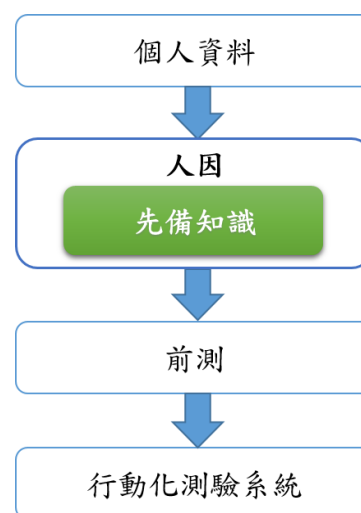 個人資料
人因
先備知識
前測
行動化測驗系統